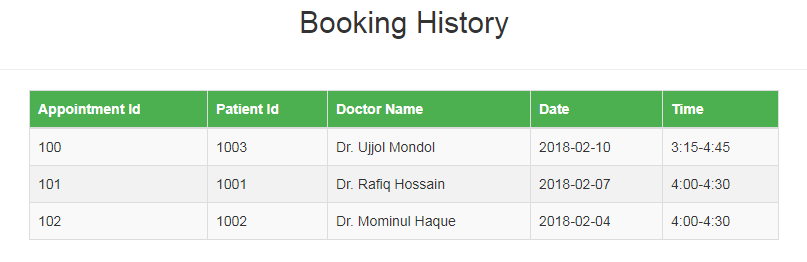 Booking History
Appointment Id Patient Id Doctor Name Date Time
100 1003 Dr. Ujjol Mondol 2018-02-10 3:15-4:45
101 1001 Dr. Rafiq Hossain 2018-02-07 4:00-4:30
102 1002 Dr. Mominul Haque 2018-02-04 4:00-4:30